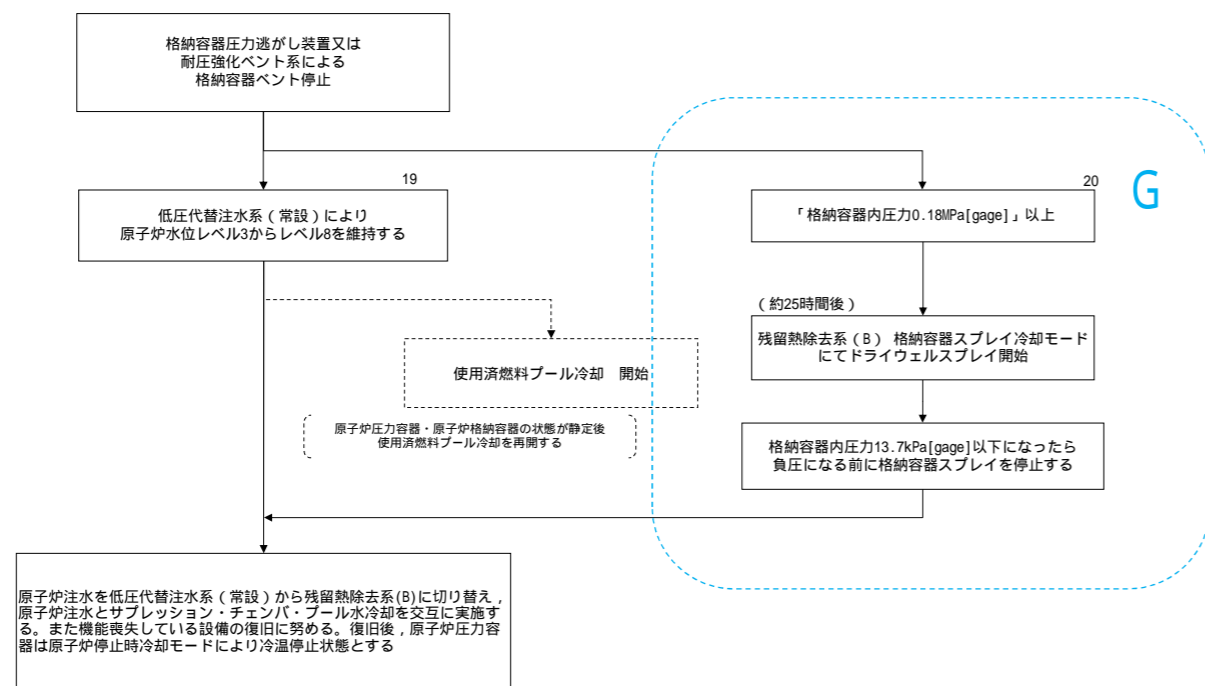 格納容器圧力逃がし装置又は
耐圧強化ベント系による
格納容器ベント停止
19
低圧代替注水系(常設)により
原子炉水位レベル3からレベル8を維持する
20
G
「格納容器内圧力0.18MPa[gage]」以上
(約25時間後)
残留熱除去系(B) 格納容器スプレイ冷却モード
にてドライウェルスプレイ開始
使用済燃料プール冷却 開始
原子炉圧力容器・原子炉格納容器の状態が静定後
使用済燃料プール冷却を再開する
格納容器内圧力13.7kPa[gage]以下になったら
負圧になる前に格納容器スプレイを停止する
原子炉注水を低圧代替注水系(常設)から残留熱除去系(B)に切り替え,
原子炉注水とサプレッション・チェンバ・プール水冷却を交互に実施す
る。また機能喪失している設備の復旧に努める。復旧後,原子炉圧力容
器は原子炉停止時冷却モードにより冷温停止状態とする